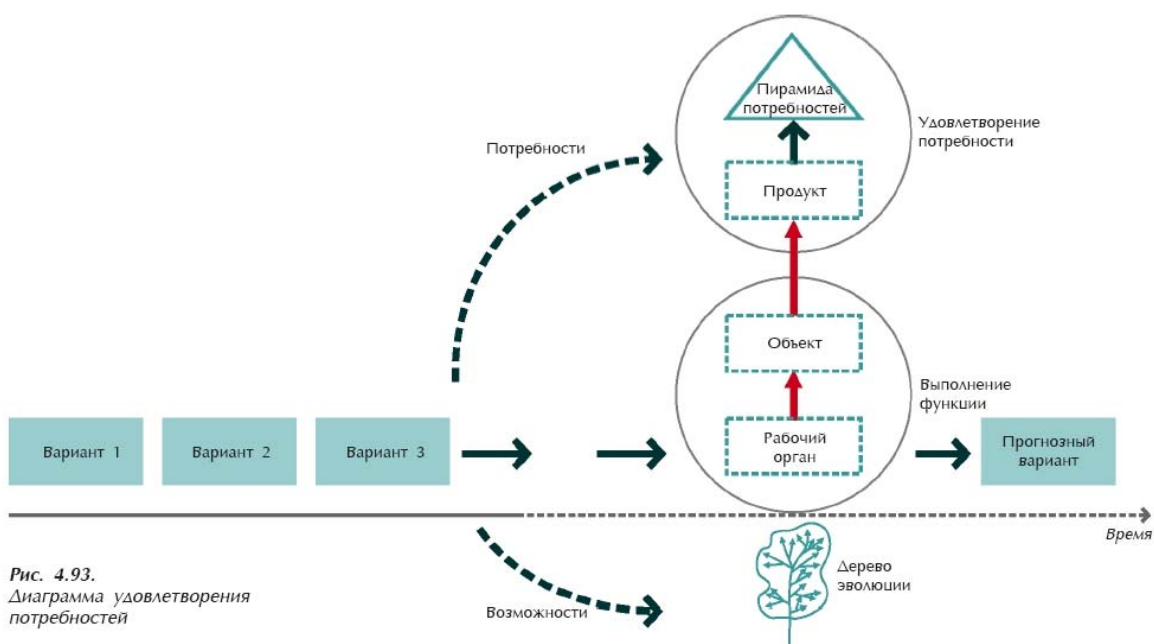 Пирамида
потребностей
Удовлетворение
потребности
Потребности
Продукт
Объект
Выполнение
функции
Вариант 1
Вариант 2
Вариант 3
Рабочий
орган
Прогнозный
вариант
Время
Рис. 4.93.
Диаграмма удовлетворения
потребностей
Дерево
эволюции
Возможности